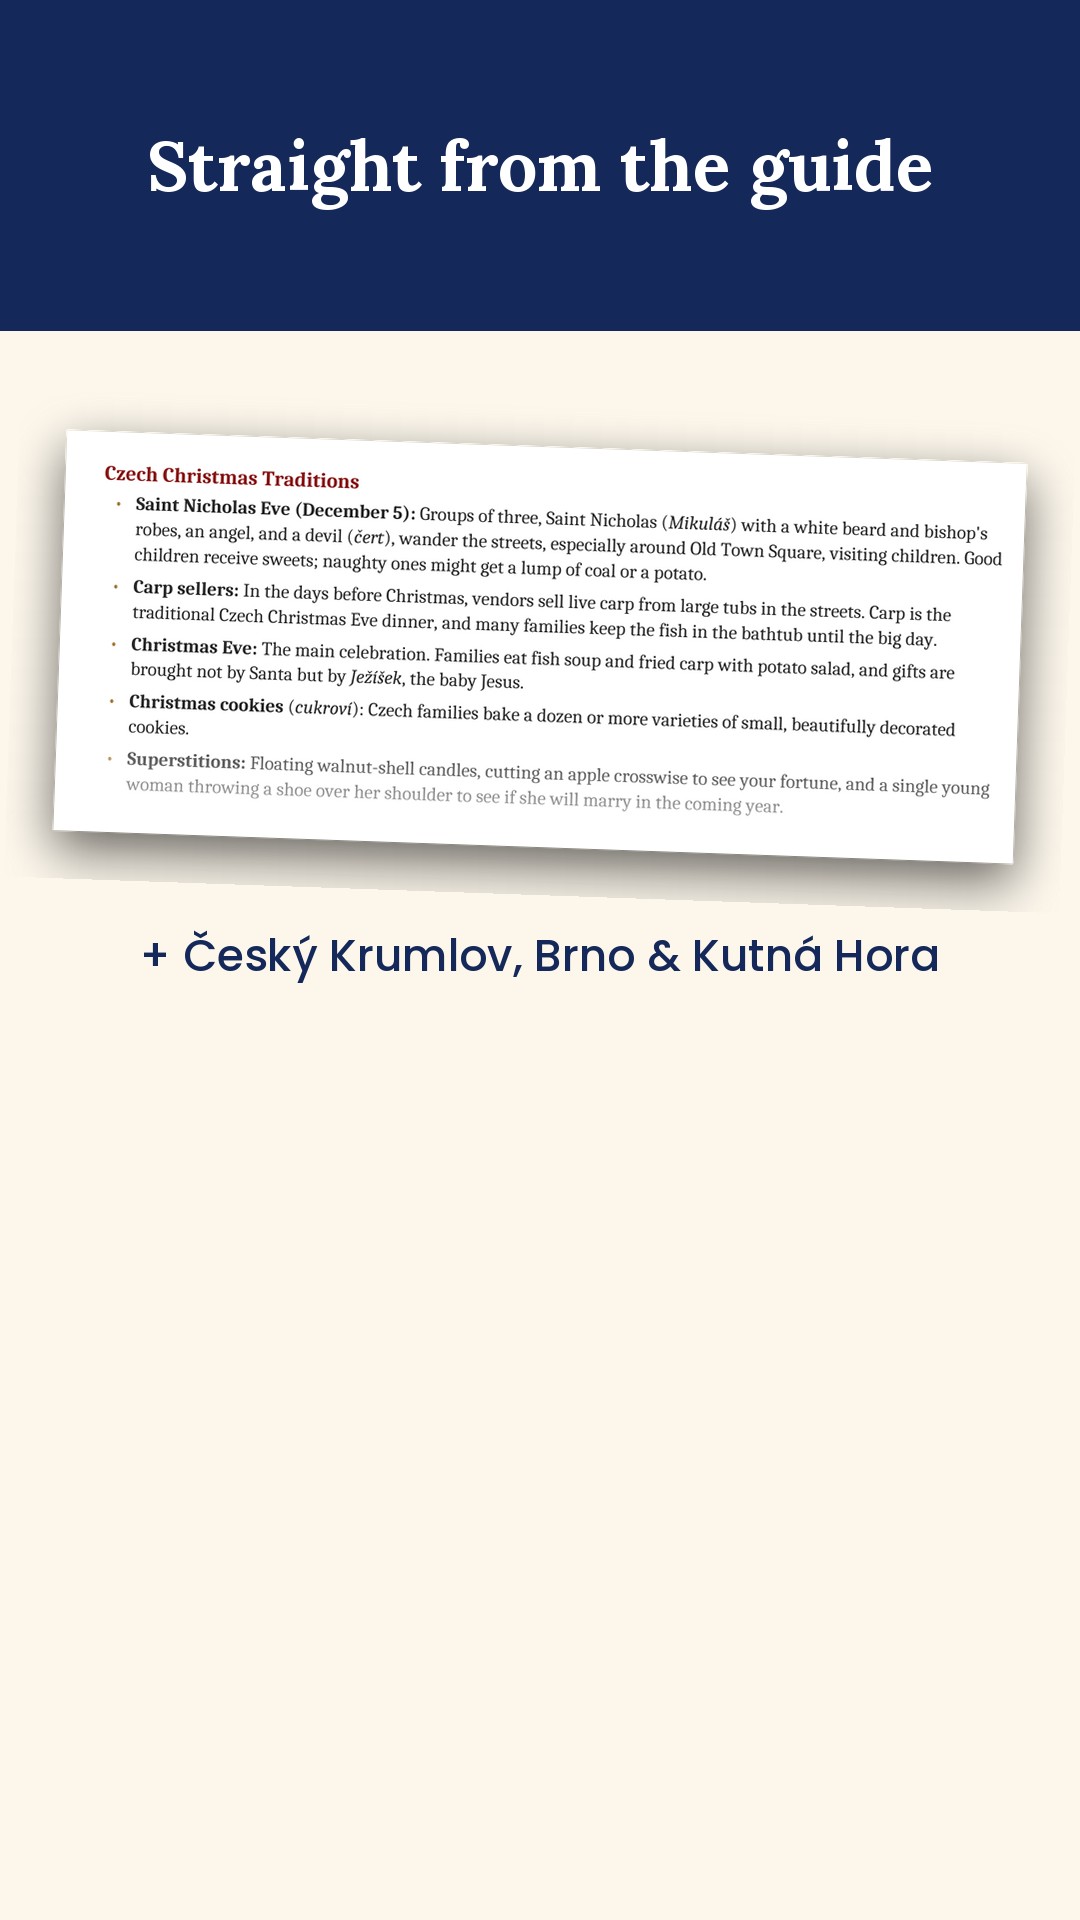 Straight from the guide
Czech Christmas Traditions
• Saint Nicholas Eve (December 5): Groups of three, Saint Nicholas (Mikuláš) with a white beard and bishop's
robes, an angel, and a devil (čert), wander the streets, especially around Old Town Square, visiting children. Good
children receive sweets; naughty ones might get a lump of coal or a potato.
• Carp sellers: In the days before Christmas, vendors sell live carp from large tubs in the streets. Carp is the
traditional Czech Christmas Eve dinner, and many families keep the fish in the bathtub until the big day.
• Christmas Eve: The main celebration. Families eat fish soup and fried carp with potato salad, and gifts are
brought not by Santa but by Ježíšek, the baby Jesus.
• Christmas cookies (cukroví): Czech families bake a dozen or more varieties of small, beautifully decorated
cookies.
• Superstitions: Floating walnut-shell candles, cutting an apple crosswise to see your fortune, and a single young
woman throwing a shoe over her shoulder to see if she will marry in the coming year.
+ Český Krumlov, Brno & Kutná Hora